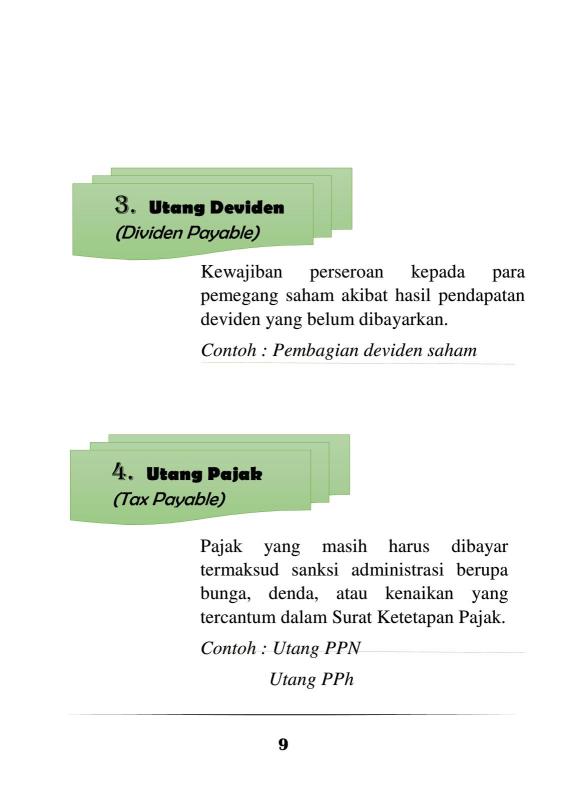 3. Utang Deviden
(Dividen Payable)
Kewajiban perseroan kepada para
pemegang saham akibat hasil pendapatan
deviden yang belum dibayarkan.
Contoh : Pembagian deviden saham
4. Utang Pajak
(Tax Payable)
Pajak yang masih harus dibayar
termaksud sanksi administrasi berupa
bunga, denda, atau kenaikan yang
tercantum dalam Surat Ketetapan Pajak.
Contoh : Utang PPN
Utang PPh
9